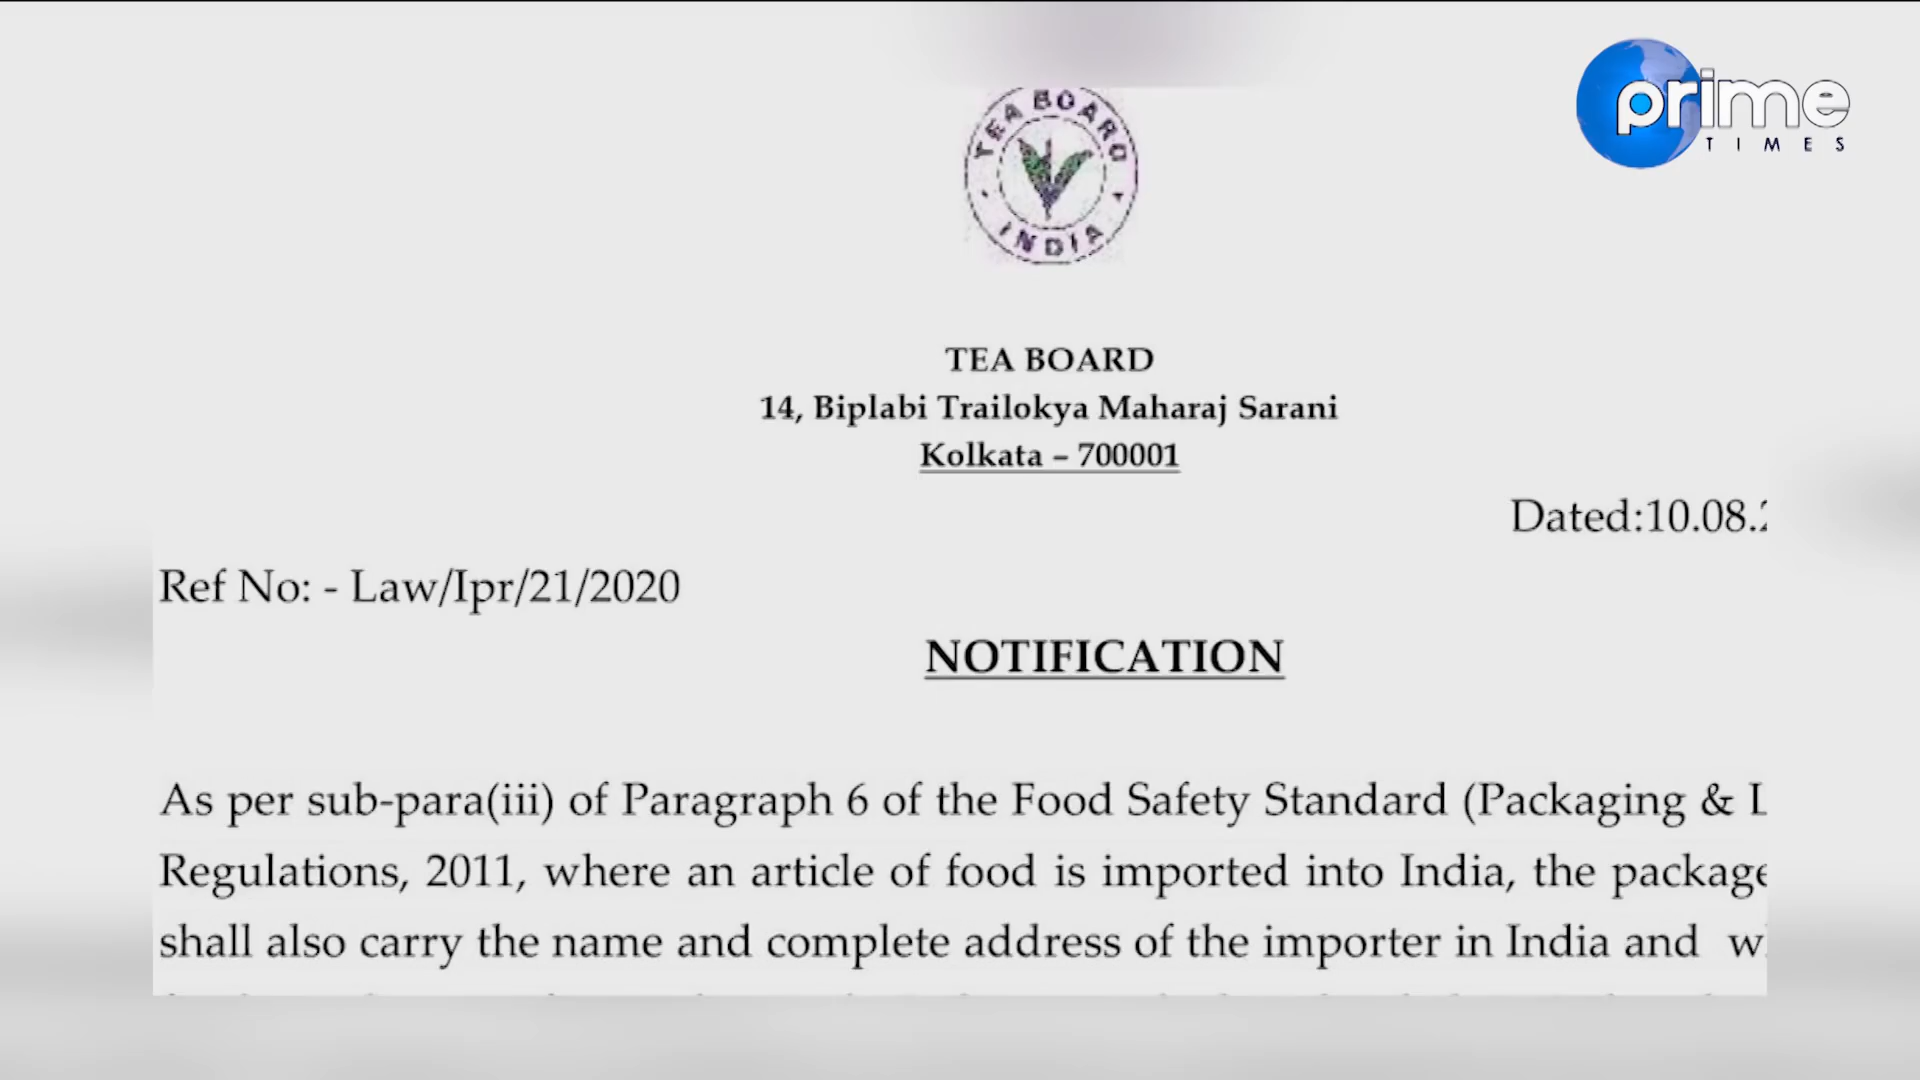 prime
TIMES
TEA BOARD
INDIA
TEA BOARD
14, Biplabi Trailokya Maharaj Sarani
Kolkata – 700001
Dated:10.08.
Ref No: - Law/Ipr/21/2020
NOTIFICATION
As per sub-para(iii) of Paragraph 6 of the Food Safety Standard (Packaging & L
Regulations, 2011, where an article of food is imported into India, the package
shall also carry the name and complete address of the importer in India and w